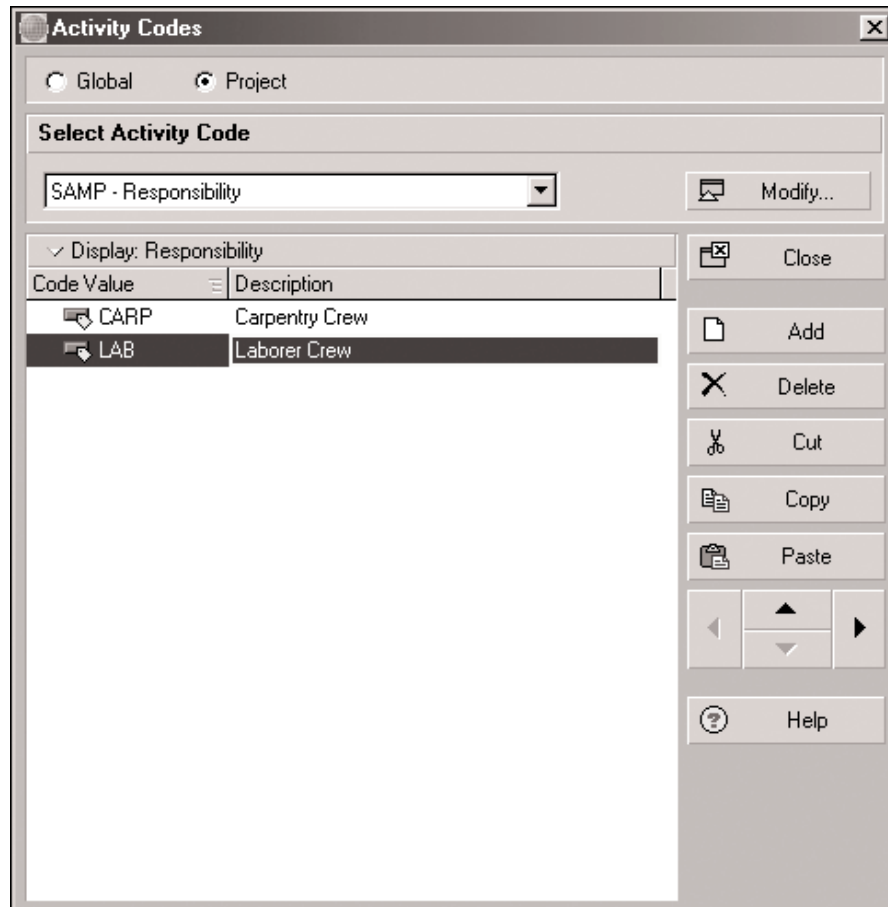 Activity Codes
Global Project
Select Activity Code
SAMP - Responsibility
Modify...
Display: Responsibility
Close
Code Value Description
CARP Carpentry Crew
Add
LAB Laborer Crew
Delete
Cut
Copy
Paste
Help